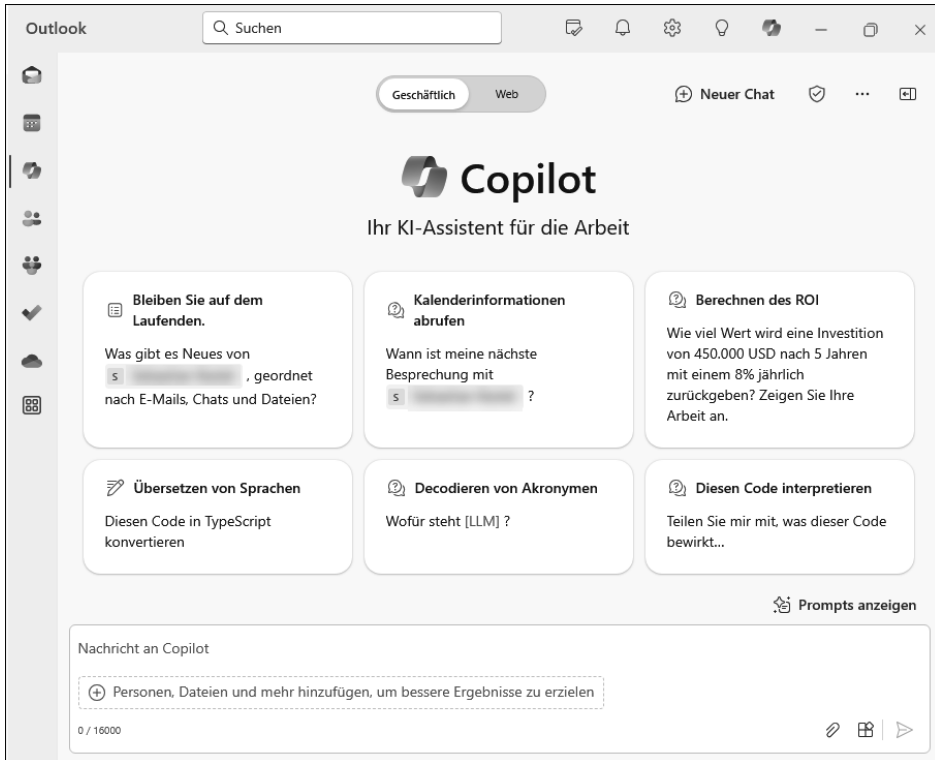 Outlook
Suchen
Geschäftlich
Web
Neuer Chat
Copilot
Ihr KI-Assistent für die Arbeit
Bleiben Sie auf dem
Laufenden.
Was gibt es Neues von
S , geordnet
nach E-Mails, Chats und Dateien?
Kalenderinformationen
abrufen
Wann ist meine nächste
Besprechung mit
S ?
Berechnen des ROI
Wie viel Wert wird eine Investition
von 450.000 USD nach 5 Jahren
mit einem 8% jährlich
zurückgeben? Zeigen Sie Ihre
Arbeit an.
Übersetzen von Sprachen
Diesen Code in TypeScript
konvertieren
Decodieren von Akronymen
Wofür steht [LLM] ?
Diesen Code interpretieren
Teilen Sie mir mit, was dieser Code
bewirkt...
Prompts anzeigen
Nachricht an Copilot
Personen, Dateien und mehr hinzufügen, um bessere Ergebnisse zu erzielen
0 / 16000